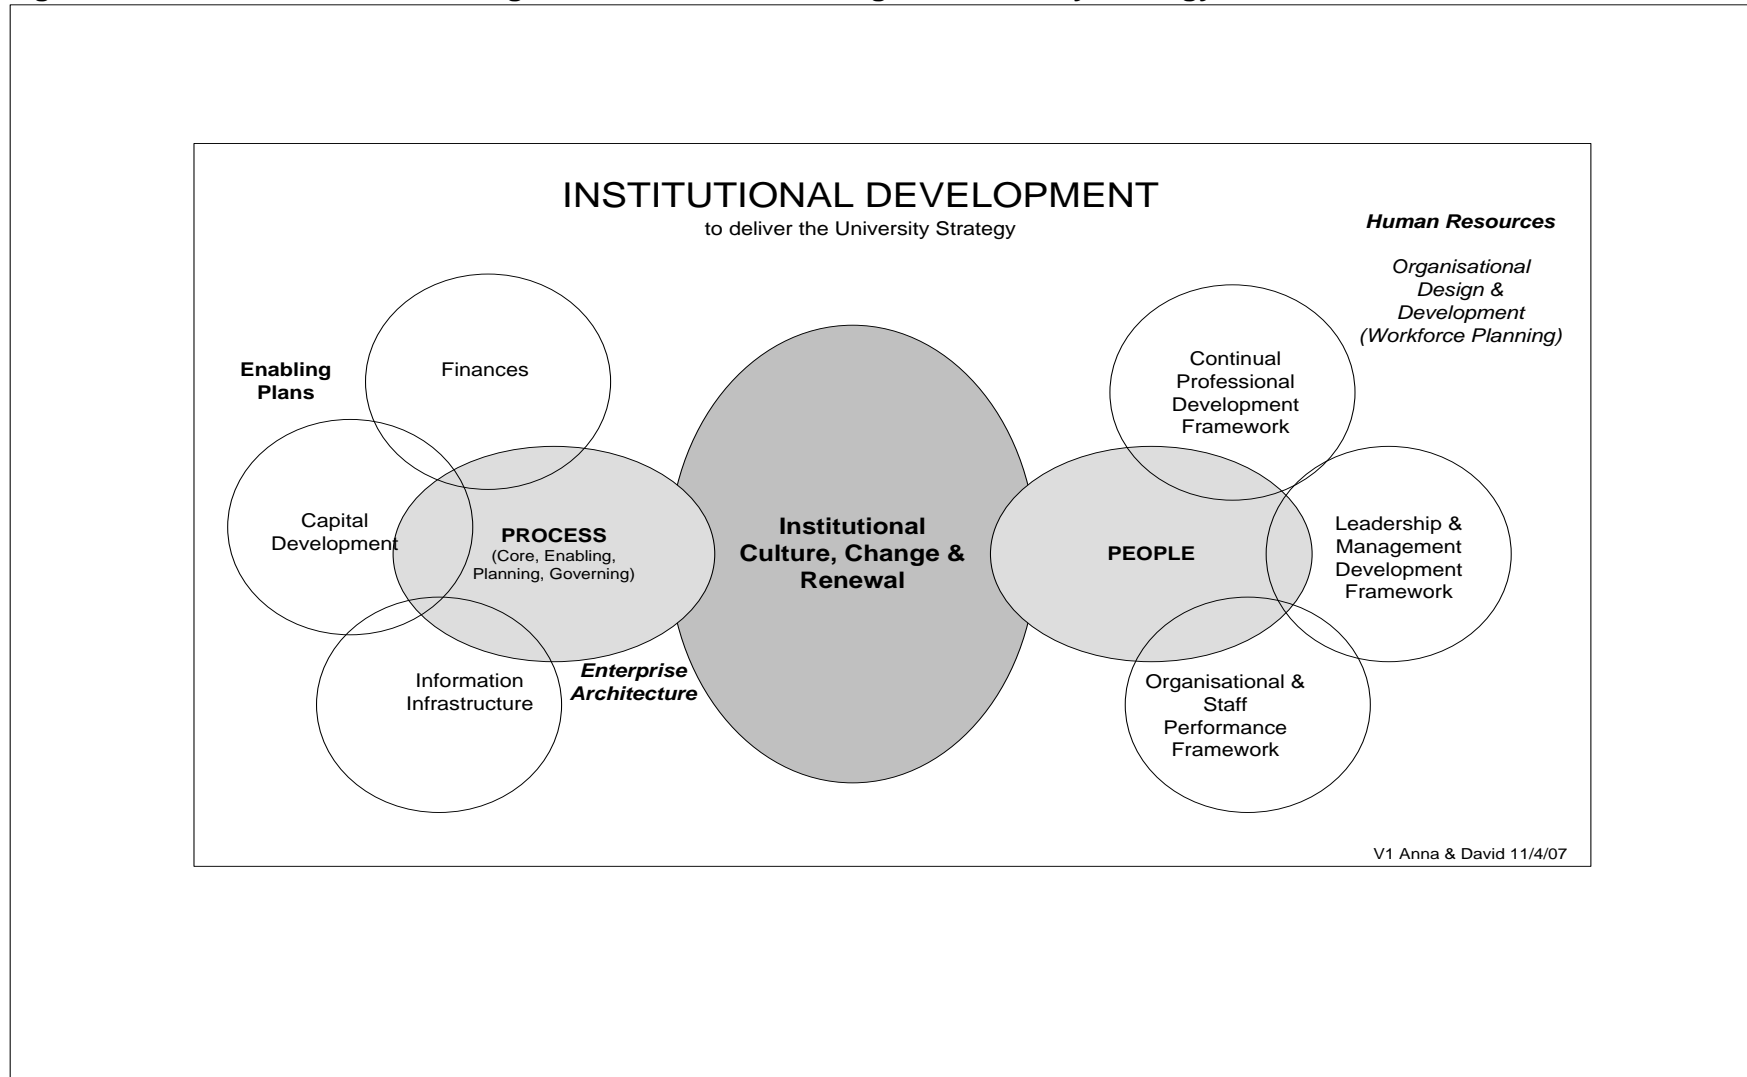 INSTITUTIONAL DEVELOPMENT
to deliver the University Strategy
Human Resources
Organisational
Design &
Development
(Workforce Planning)
Enabling
Plans
Finances
Continual
Professional
Development
Framework
Capital
Development
PROCESS
(Core, Enabling,
Planning, Governing)
Institutional
Culture, Change &
Renewal
PEOPLE
Leadership &
Management
Development
Framework
Information
Infrastructure
Enterprise
Architecture
Organisational &
Staff
Performance
Framework
V1 Anna & David 11/4/07